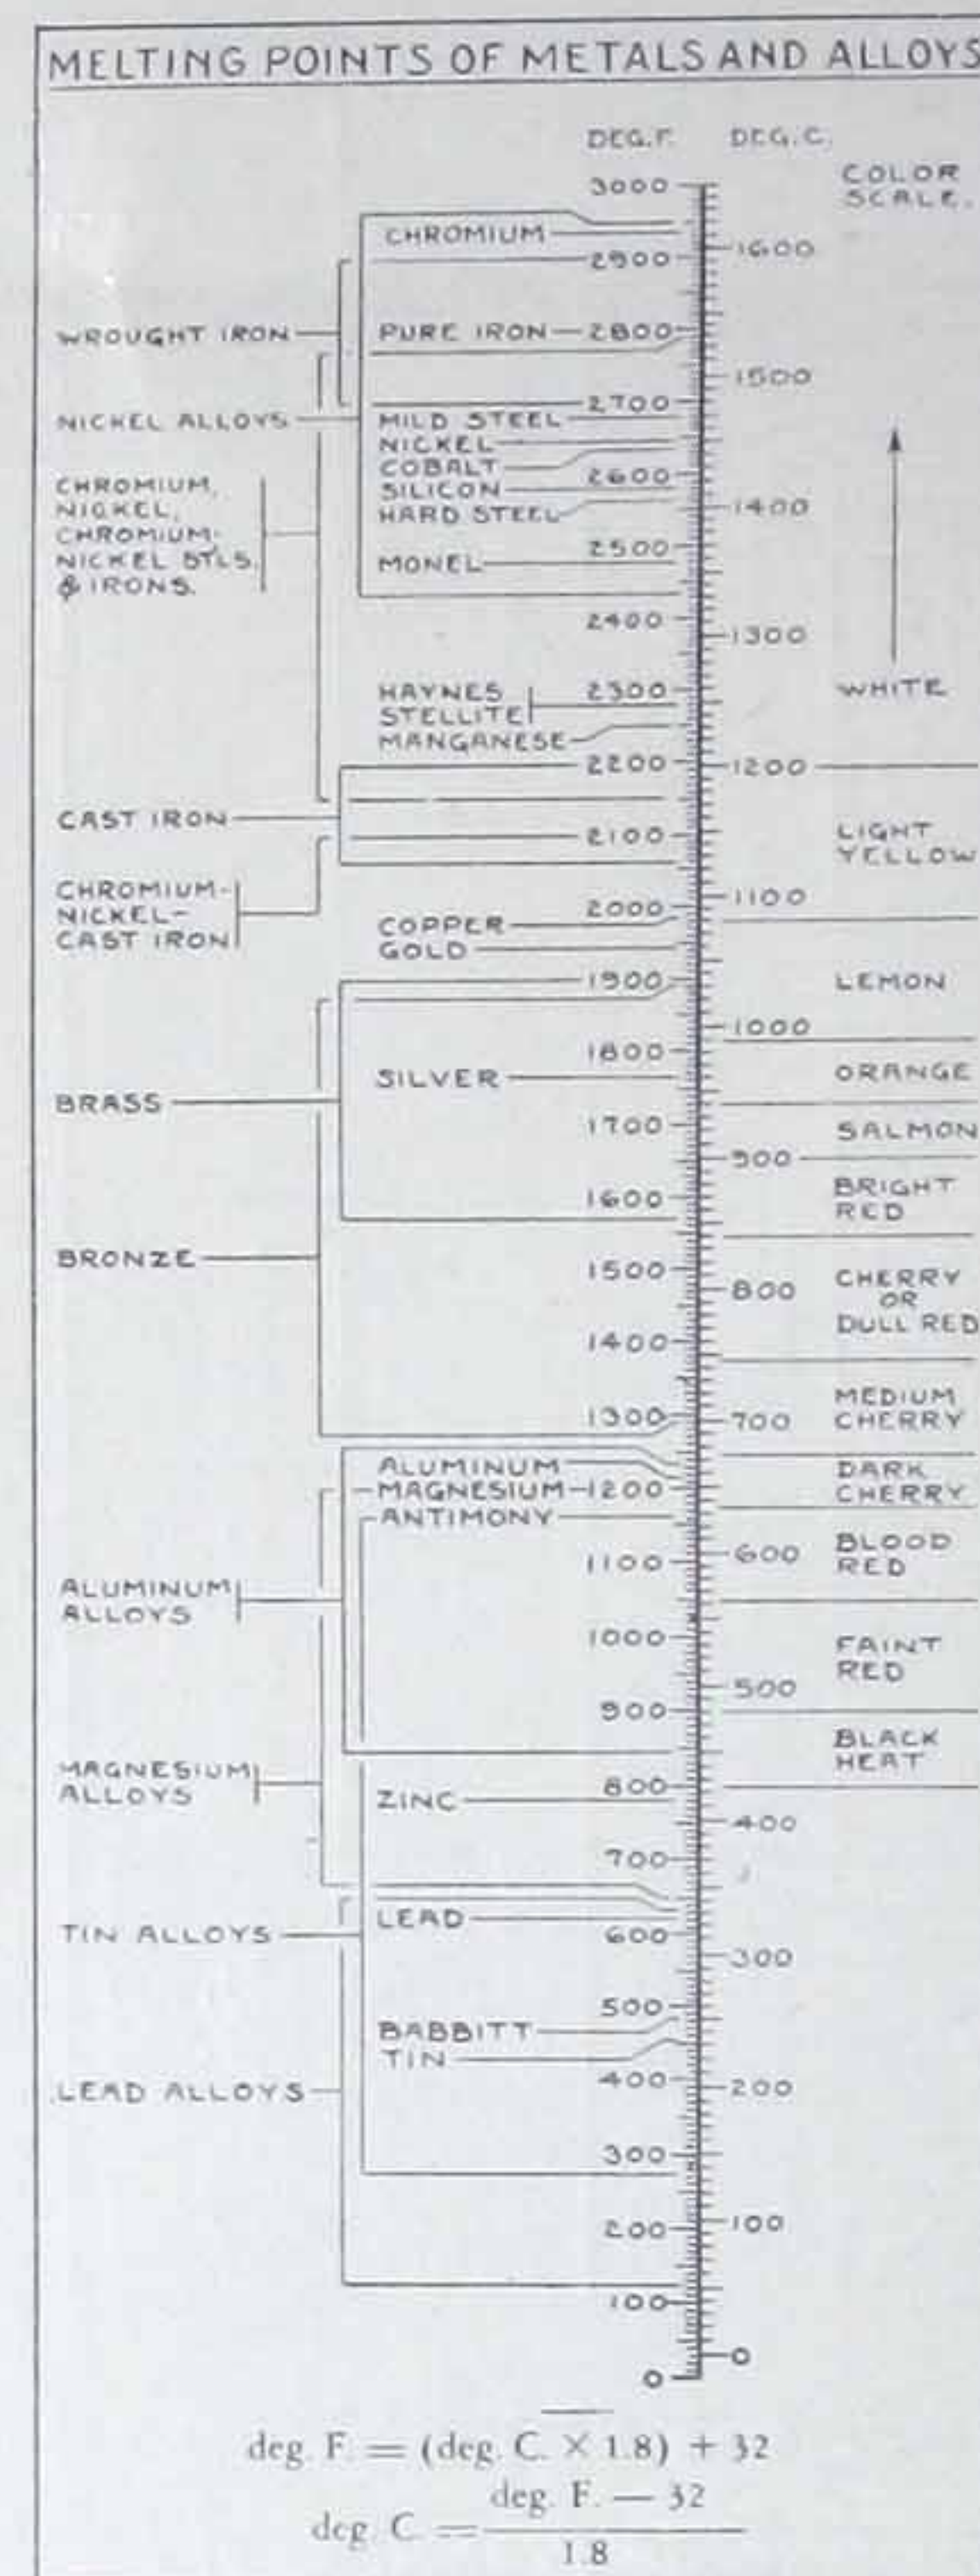 MELTING POINTS OF METALS AND ALLOYS
DEG.F. DEG.C.
COLOR
SCALE.
3000
CHROMIUM
1600
2900
WROUGHT IRON
PURE IRON 2800
1500
2700
NICKEL ALLOYS
MILD STEEL
NICKEL
COBALT
2600
SILICON
CHROMIUM,
NICKEL,
CHROMIUM-
NICKEL STLS.
& IRONS.
1400
HARD STEEL
2500
MONEL
2400
1300
HAYNES
STELLITE
2300
WHITE
MANGANESE
2200 1200
CAST IRON
2100
LIGHT
YELLOW
CHROMIUM-
NICKEL-
CAST IRON
1100
2000
COPPER
GOLD
1900
LEMON
1000
1800
SILVER
ORANGE
BRASS
1700
SALMON
900
1600
BRIGHT
RED
BRONZE
1500
800
CHERRY
OR
DULL RED
1400
1300 700
MEDIUM
CHERRY
ALUMINUM
DARK
CHERRY
MAGNESIUM 1200
ANTIMONY
1100 600
BLOOD
RED
ALUMINUM
ALLOYS
1000
FAINT
RED
500
900
BLACK
HEAT
MAGNESIUM
ALLOYS
800
ZINC
400
700
LEAD
TIN ALLOYS
600
300
500
BABBITT
TIN
400 200
LEAD ALLOYS
300
200 100
100
0
0
deg. F. = (deg. C. × 1.8) + 32
deg. C. = deg. F. — 32
1.8